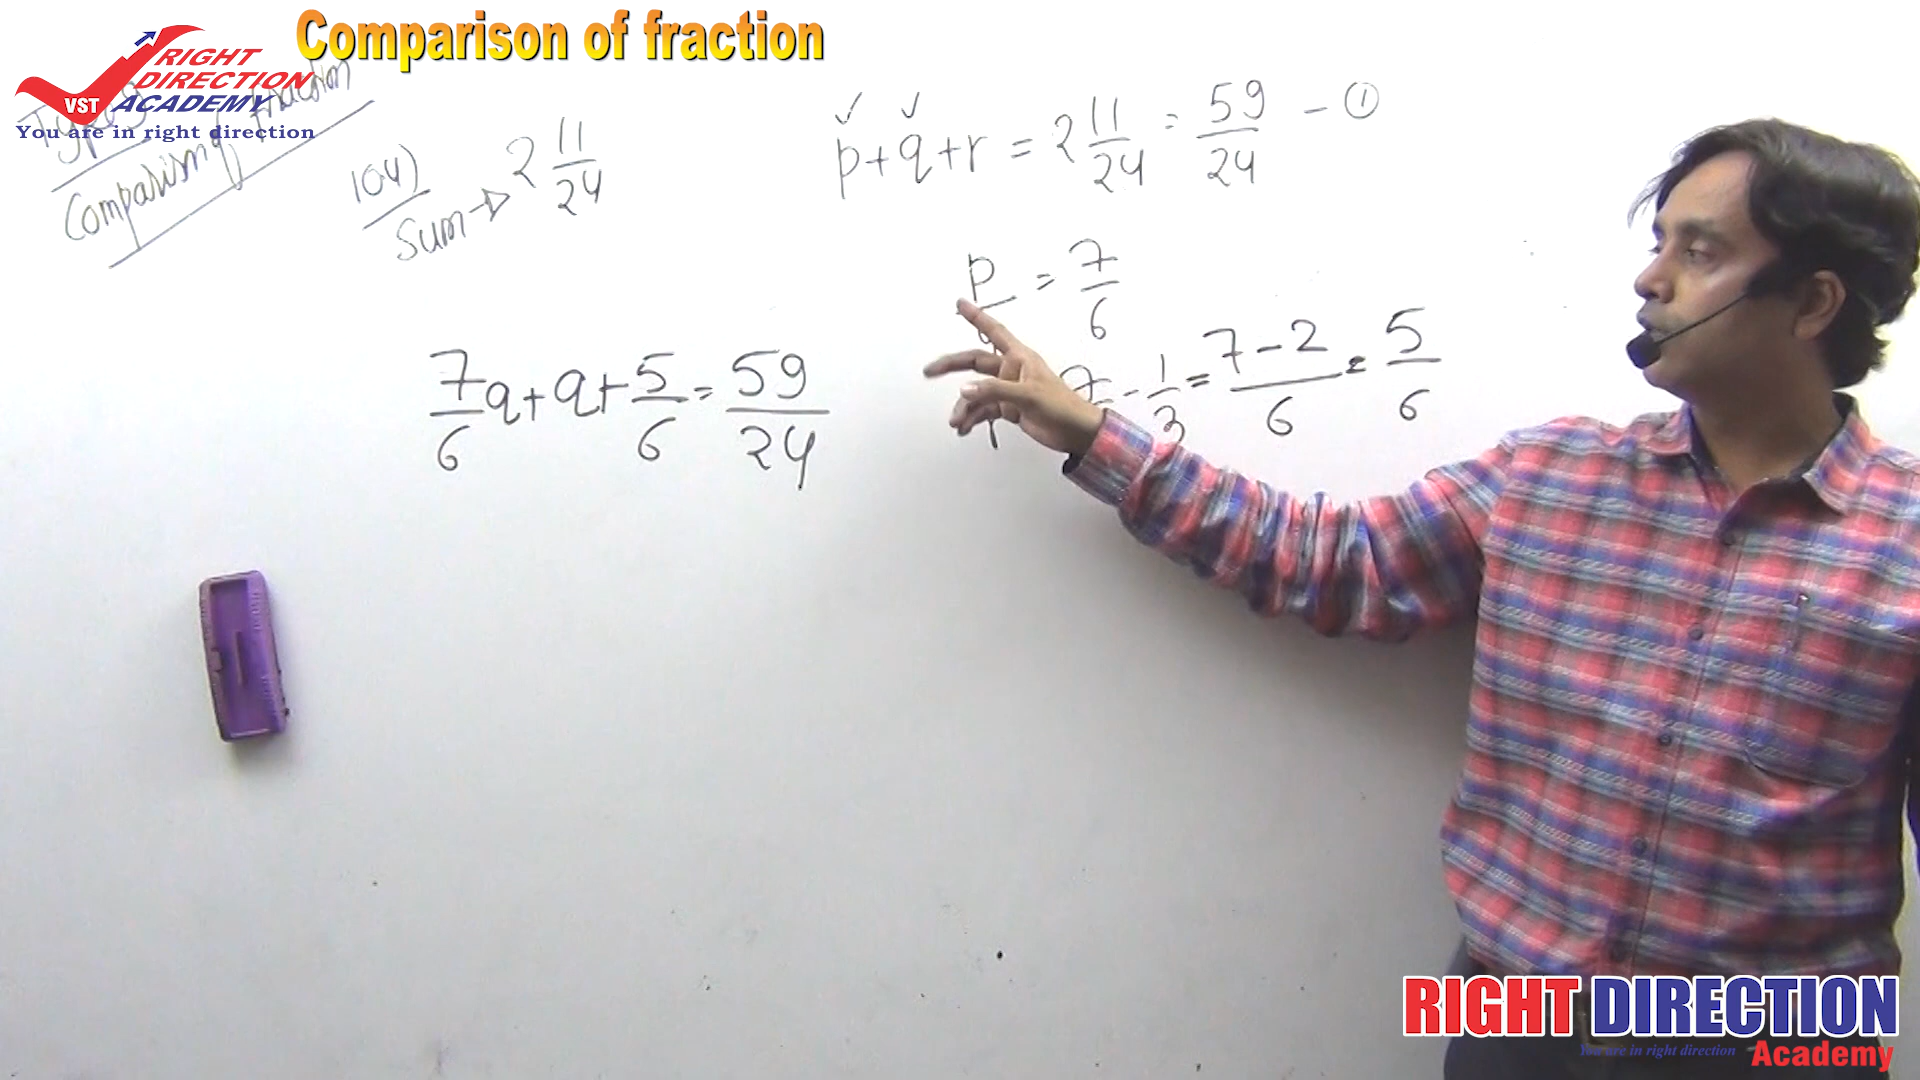 Comparison of fraction
RIGHT
DIRECTION
VST ACADEMY
You are in right direction
Types
Comparising fraction
104)
Sum → 2 11/24
p + q + r = 2 11/24 = 59/24 - ①
p/ = 7/6
7/ - 1/3 = 7-2/6 = 5/6
7/6 q + q + 5/6 = 59/24
RIGHT DIRECTION
You are in right direction Academy